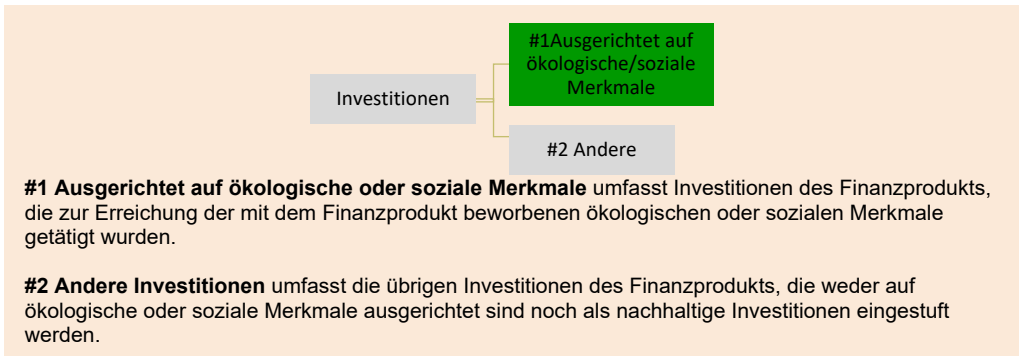 #1Ausgerichtet auf
ökologische/soziale
Merkmale
Investitionen
#2 Andere
#1 Ausgerichtet auf ökologische oder soziale Merkmale umfasst Investitionen des Finanzprodukts,
die zur Erreichung der mit dem Finanzprodukt beworbenen ökologischen oder sozialen Merkmale
getätigt wurden.
#2 Andere Investitionen umfasst die übrigen Investitionen des Finanzprodukts, die weder auf
ökologische oder soziale Merkmale ausgerichtet sind noch als nachhaltige Investitionen eingestuft
werden.